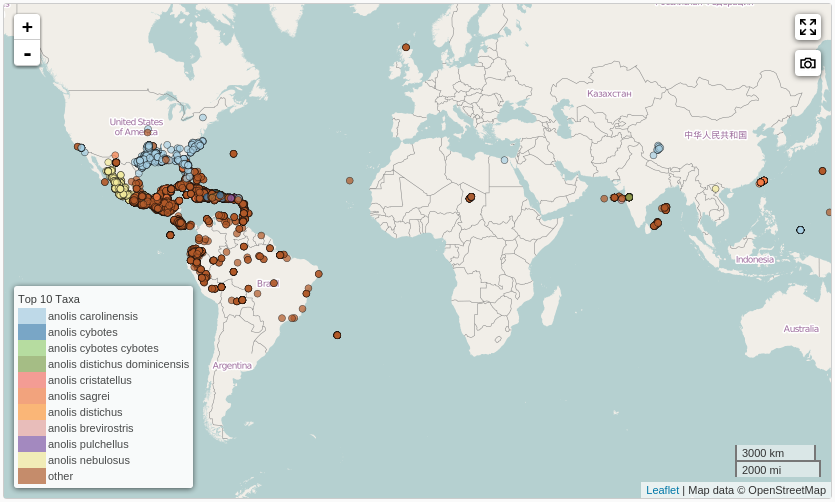 +
-
United States
of America
Казахстан
中华人民共和国
Indonesia
Brazil
Australia
Argentina
Top 10 Taxa
anolis carolinensis
anolis cybotes
anolis cybotes cybotes
anolis distichus dominicensis
anolis cristatellus
anolis sagrei
anolis distichus
anolis brevirostris
anolis pulchellus
anolis nebulosus
other
3000 km
2000 mi
Leaflet | Map data © OpenStreetMap